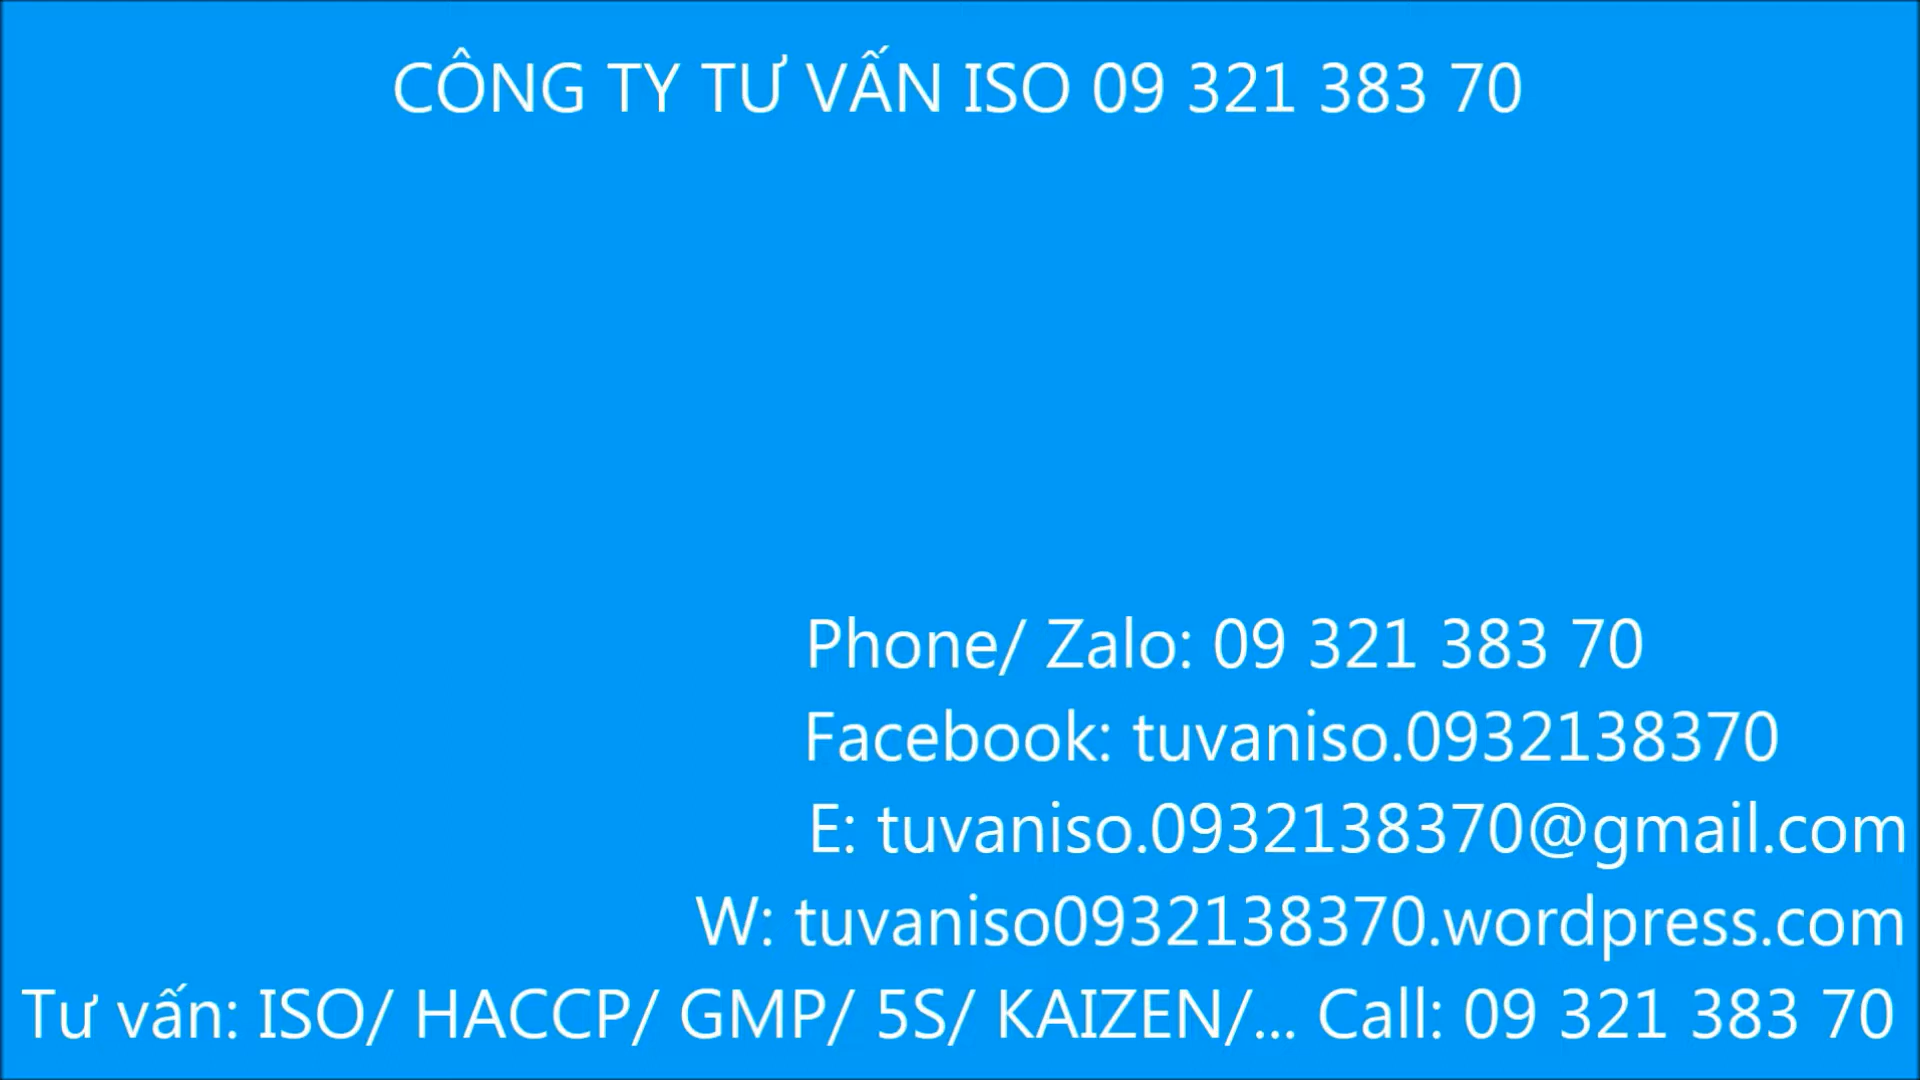 CÔNG TY TƯ VẤN ISO 09 321 383 70
Phone/ Zalo: 09 321 383 70
Facebook: tuvaniso.0932138370
E: tuvaniso.0932138370@gmail.com
W: tuvaniso0932138370.wordpress.com
Tư vấn: ISO/ HACCP/ GMP/ 5S/ KAIZEN/... Call: 09 321 383 70